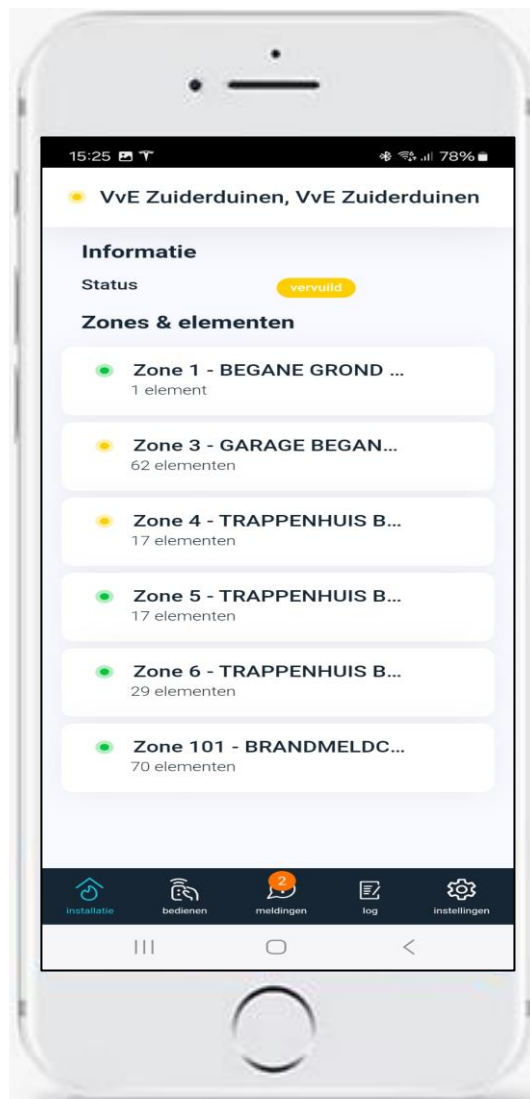 15:25 78%
VvE Zuiderduinen, VvE Zuiderduinen
Informatie
Status vervuild
Zones & elementen
Zone 1 - BEGANE GROND ...
1 element
Zone 3 - GARAGE BEGAN...
62 elementen
Zone 4 - TRAPPENHUIS B...
17 elementen
Zone 5 - TRAPPENHUIS B...
17 elementen
Zone 6 - TRAPPENHUIS B...
29 elementen
Zone 101 - BRANDMELDC...
70 elementen
2
installatie bedienen meldingen log instellingen